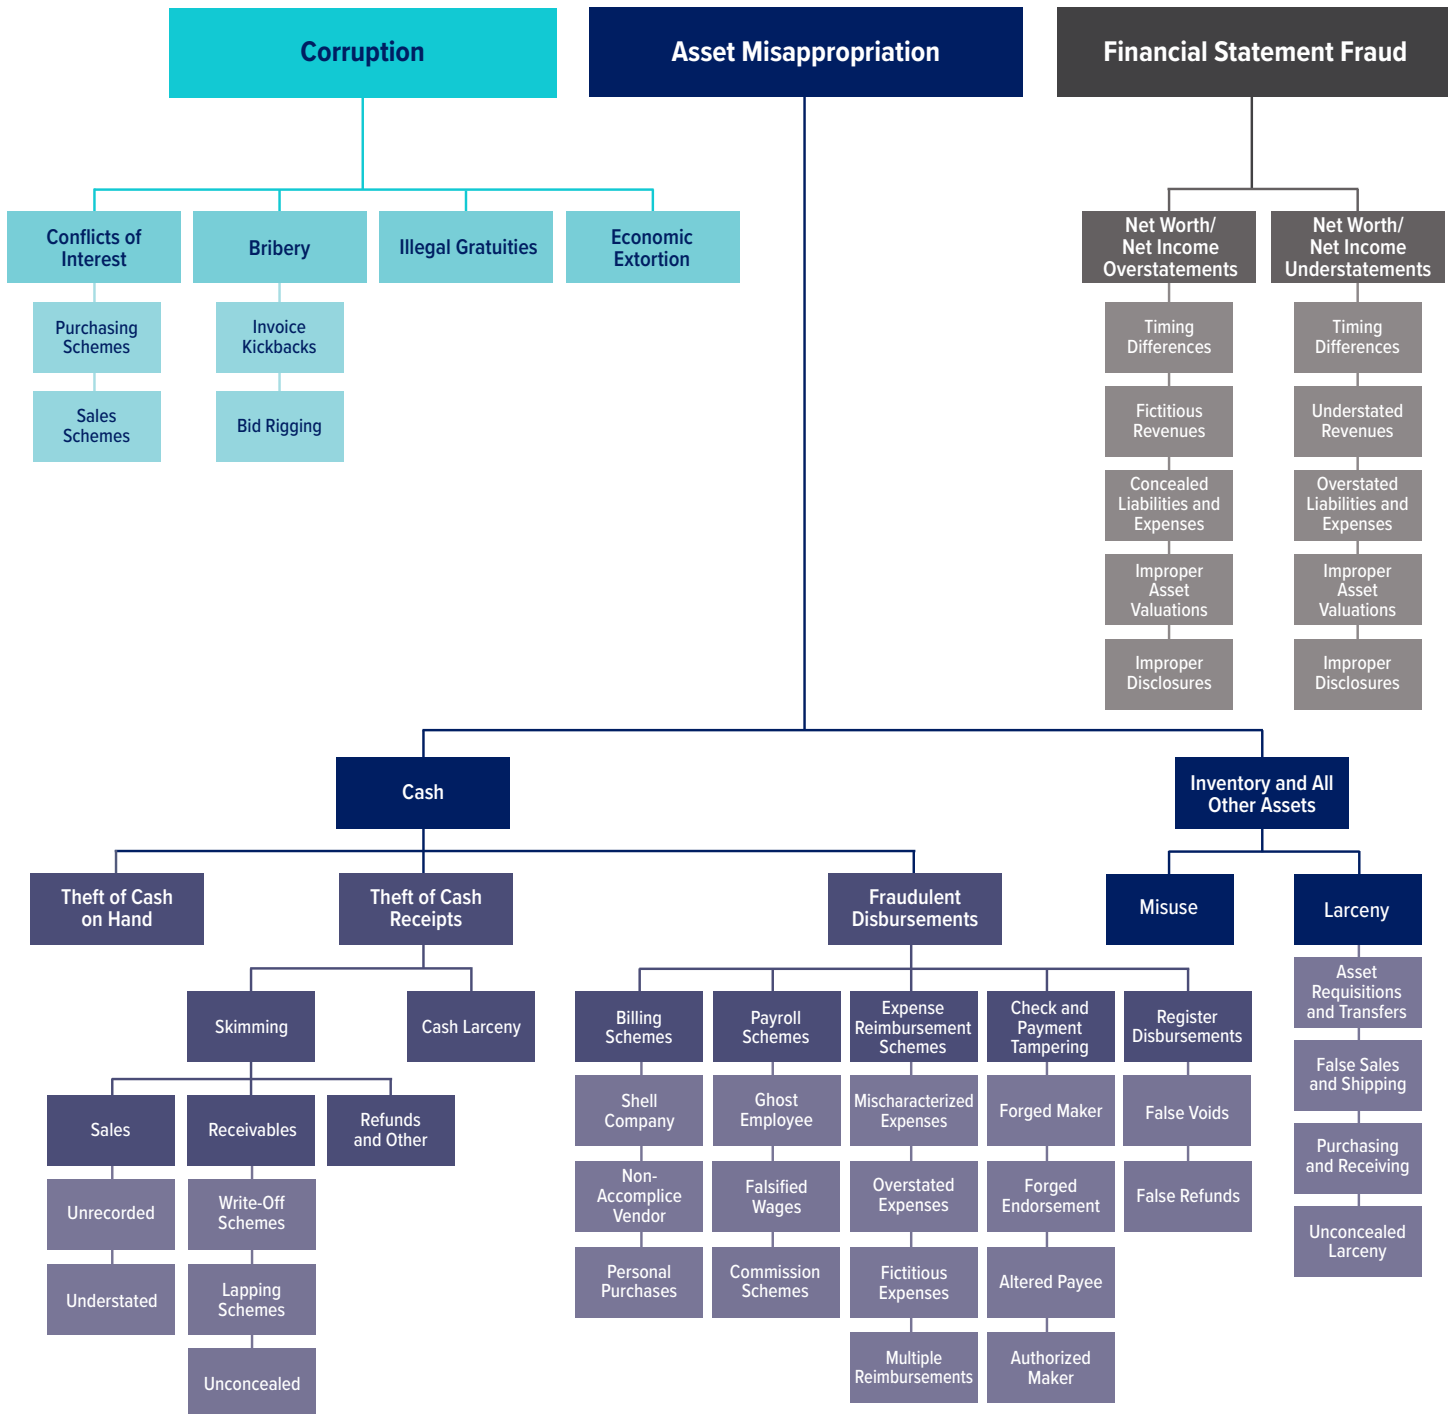 Corruption
Asset Misappropriation
Financial Statement Fraud
Conflicts of
Interest
Bribery
Illegal Gratuities
Economic
Extortion
Purchasing
Schemes
Sales
Schemes
Invoice
Kickbacks
Bid Rigging
Net Worth/
Net Income
Overstatements
Timing
Differences
Fictitious
Revenues
Concealed
Liabilities and
Expenses
Improper
Asset
Valuations
Improper
Disclosures
Net Worth/
Net Income
Understatements
Timing
Differences
Understated
Revenues
Overstated
Liabilities and
Expenses
Improper
Asset
Valuations
Improper
Disclosures
Cash
Inventory and All
Other Assets
Theft of Cash
on Hand
Theft of Cash
Receipts
Fraudulent
Disbursements
Misuse
Larceny
Skimming
Cash Larceny
Sales
Unrecorded
Understated
Receivables
Write-Off
Schemes
Lapping
Schemes
Unconcealed
Refunds
and Other
Billing
Schemes
Shell
Company
Non-
Accomplice
Vendor
Personal
Purchases
Payroll
Schemes
Ghost
Employee
Falsified
Wages
Commission
Schemes
Expense
Reimbursement
Schemes
Mischaracterized
Expenses
Overstated
Expenses
Fictitious
Expenses
Multiple
Reimbursements
Check and
Payment
Tampering
Forged Maker
Forged
Endorsement
Altered Payee
Authorized
Maker
Register
Disbursements
False Voids
False Refunds
Asset
Requisitions
and Transfers
False Sales
and Shipping
Purchasing
and Receiving
Unconcealed
Larceny